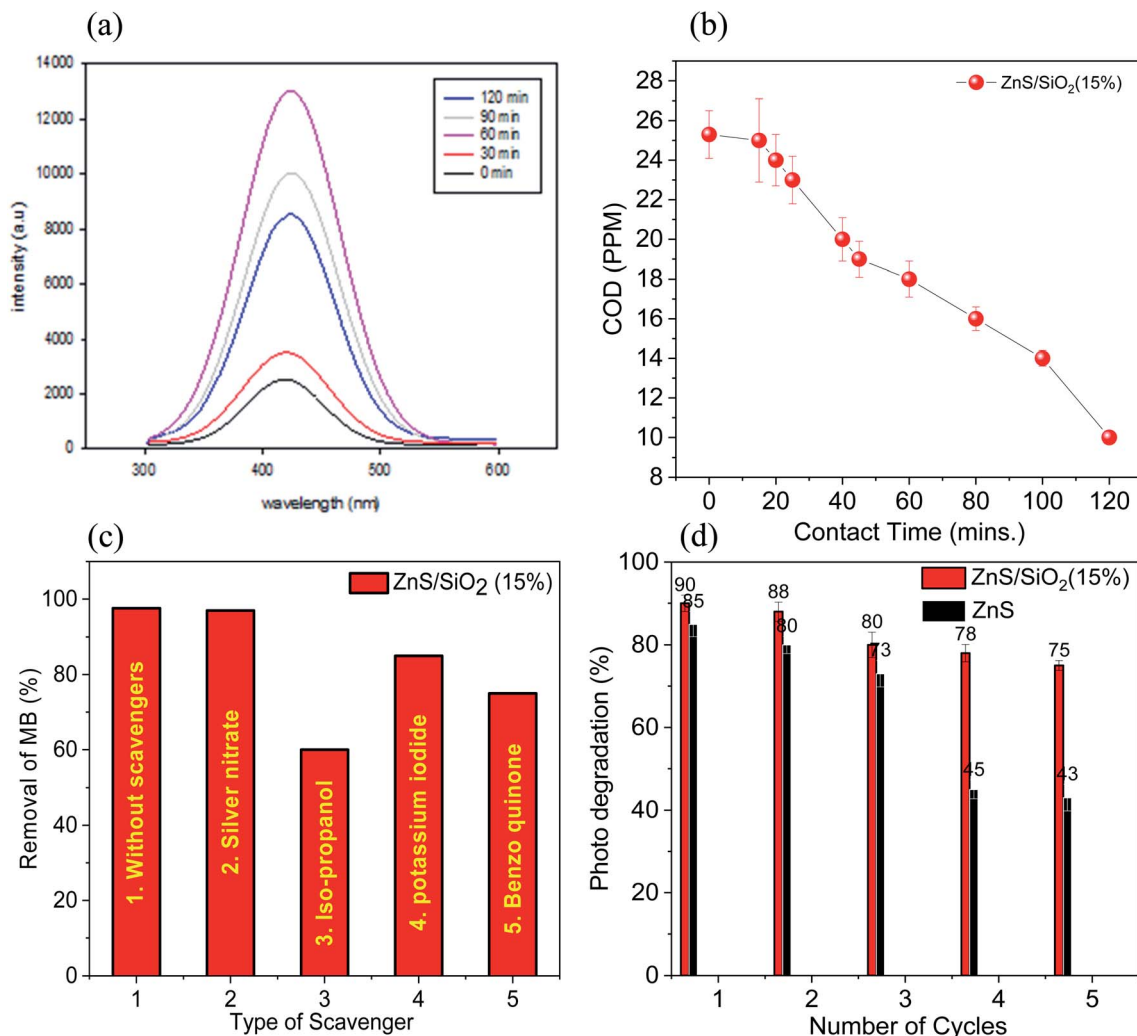 (a)
14000
12000
10000
8000
6000
4000
2000
0
intensity (a.u)
120 min
90 min
60 min
30 min
0 min
300
400
500
600
wavelength (nm)
(b)
28
26
24
22
20
18
16
14
12
10
8
COD (PPM)
ZnS/SiO₂(15%)
0
20
40
60
80
100
120
Contact Time (mins.)
(c)
100
80
60
40
20
0
Removal of MB (%)
ZnS/SiO₂ (15%)
1. Without scavengers
2. Silver nitrate
3. Iso-propanol
4. potassium iodide
5. Benzo quinone
1
2
3
4
5
Type of Scavenger
(d)
100
80
60
40
20
0
Photo degradation (%)
ZnS/SiO₂(15%)
ZnS
90
85
88
80
80
73
78
45
75
43
1
2
3
4
5
Number of Cycles